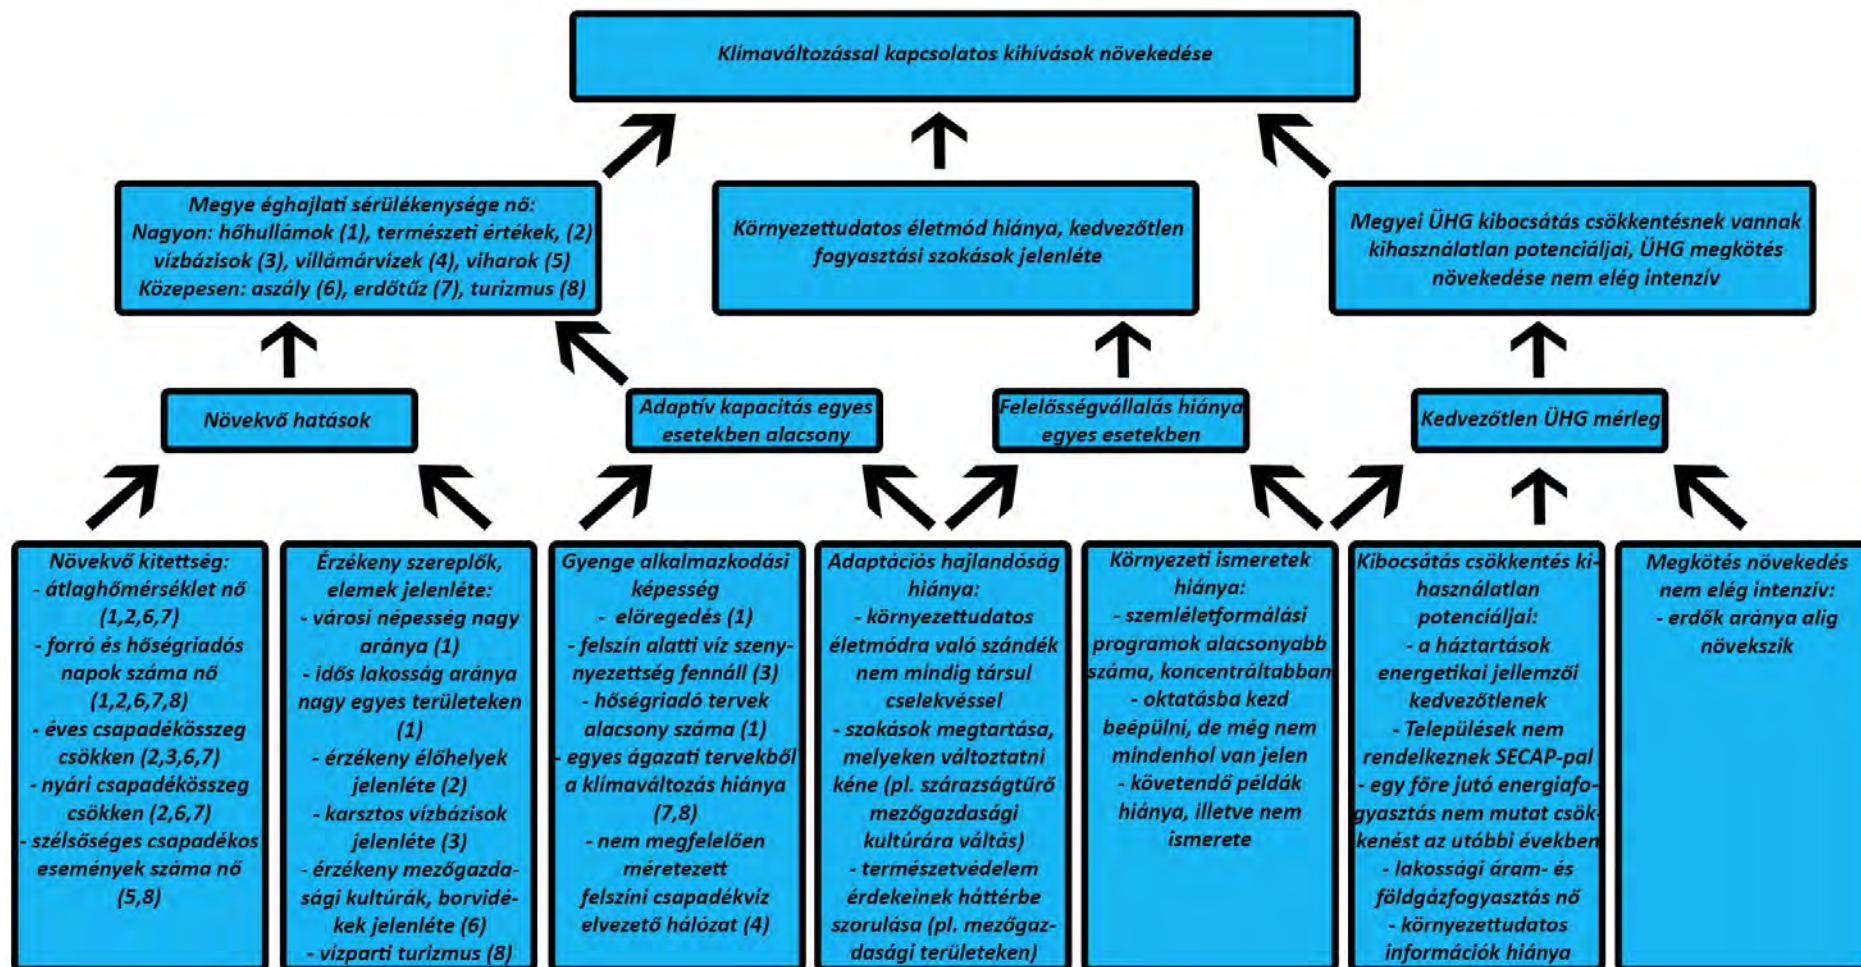 Klímaváltozással kapcsolatos kihívások növekedése
Megye éghajlati sérülékenysége nő:
Nagyon: hőhullámok (1), természeti értékek, (2)
vízbázisok (3), villámárvizek (4), viharok (5)
Közepesen: aszály (6), erdőtűz (7), turizmus (8)
Környezettudatos életmód hiánya, kedvezőtlen
fogyasztási szokások jelenléte
Megyei ÜHG kibocsátás csökkentésnek vannak
kihasználatlan potenciáljai, ÜHG megkötés
növekedése nem elég intenzív
Növekvő hatások
Adaptív kapacitás egyes
esetekben alacsony
Felelősségvállalás hiánya
egyes esetekben
Kedvezőtlen ÜHG mérleg
Növekvő kitettség:
- átlaghőmérséklet nő
(1,2,6,7)
- forró és hőségriadós
napok száma nő
(1,2,6,7,8)
- éves csapadékösszeg
csökken (2,3,6,7)
- nyári csapadékösszeg
csökken (2,6,7)
- szélsőséges csapadékos
események száma nő
(5,8)
Érzékeny szereplők,
elemek jelenléte:
- városi népesség nagy
aránya (1)
- idős lakosság aránya
nagy egyes területeken
(1)
- érzékeny élőhelyek
jelenléte (2)
- karsztos vízbázisok
jelenléte (3)
- érzékeny mezőgazda-
sági kultúrák, borvidé-
kek jelenléte (6)
- vízparti turizmus (8)
Gyenge alkalmazkodási
képesség
- elöregedés (1)
- felszín alatti víz szeny-
nyezettség fennáll (3)
- hőségriadó tervek
alacsony száma (1)
- egyes ágazati tervekből
a klímaváltozás hiánya
(7,8)
- nem megfelelően
méretezett
felszíni csapadékvíz
elvezető hálózat (4)
Adaptációs hajlandóság
hiánya:
- környezettudatos
életmódra való szándék
nem mindig társul
cselekvéssel
- szokások megtartása,
melyeken változtatni
kéne (pl. szárazságtűrő
mezőgazdasági
kultúrára váltás)
- természetvédelem
érdekeinek háttérbe
szorulása (pl. mezőgaz-
dasági területeken)
Környezeti ismeretek
hiánya:
- szemléletformálási
programok alacsonyabb
száma, koncentráltabban
- oktatásba kezd
beépülni, de még nem
mindenhol van jelen
- követendő példák
hiánya, illetve nem
ismerete
Kibocsátás csökkentés ki-
használatlan
potenciáljai:
- a háztartások
energetikai jellemzői
kedvezőtlenek
- Települések nem
rendelkeznek SECAP-pal
- egy főre jutó energiafo-
gyasztás nem mutat csök-
kenést az utóbbi években
- lakossági áram- és
földgázfogyasztás nő
- környezettudatos
információk hiánya
Megkötés növekedés
nem elég intenzív:
- erdők aránya alig
növekszik